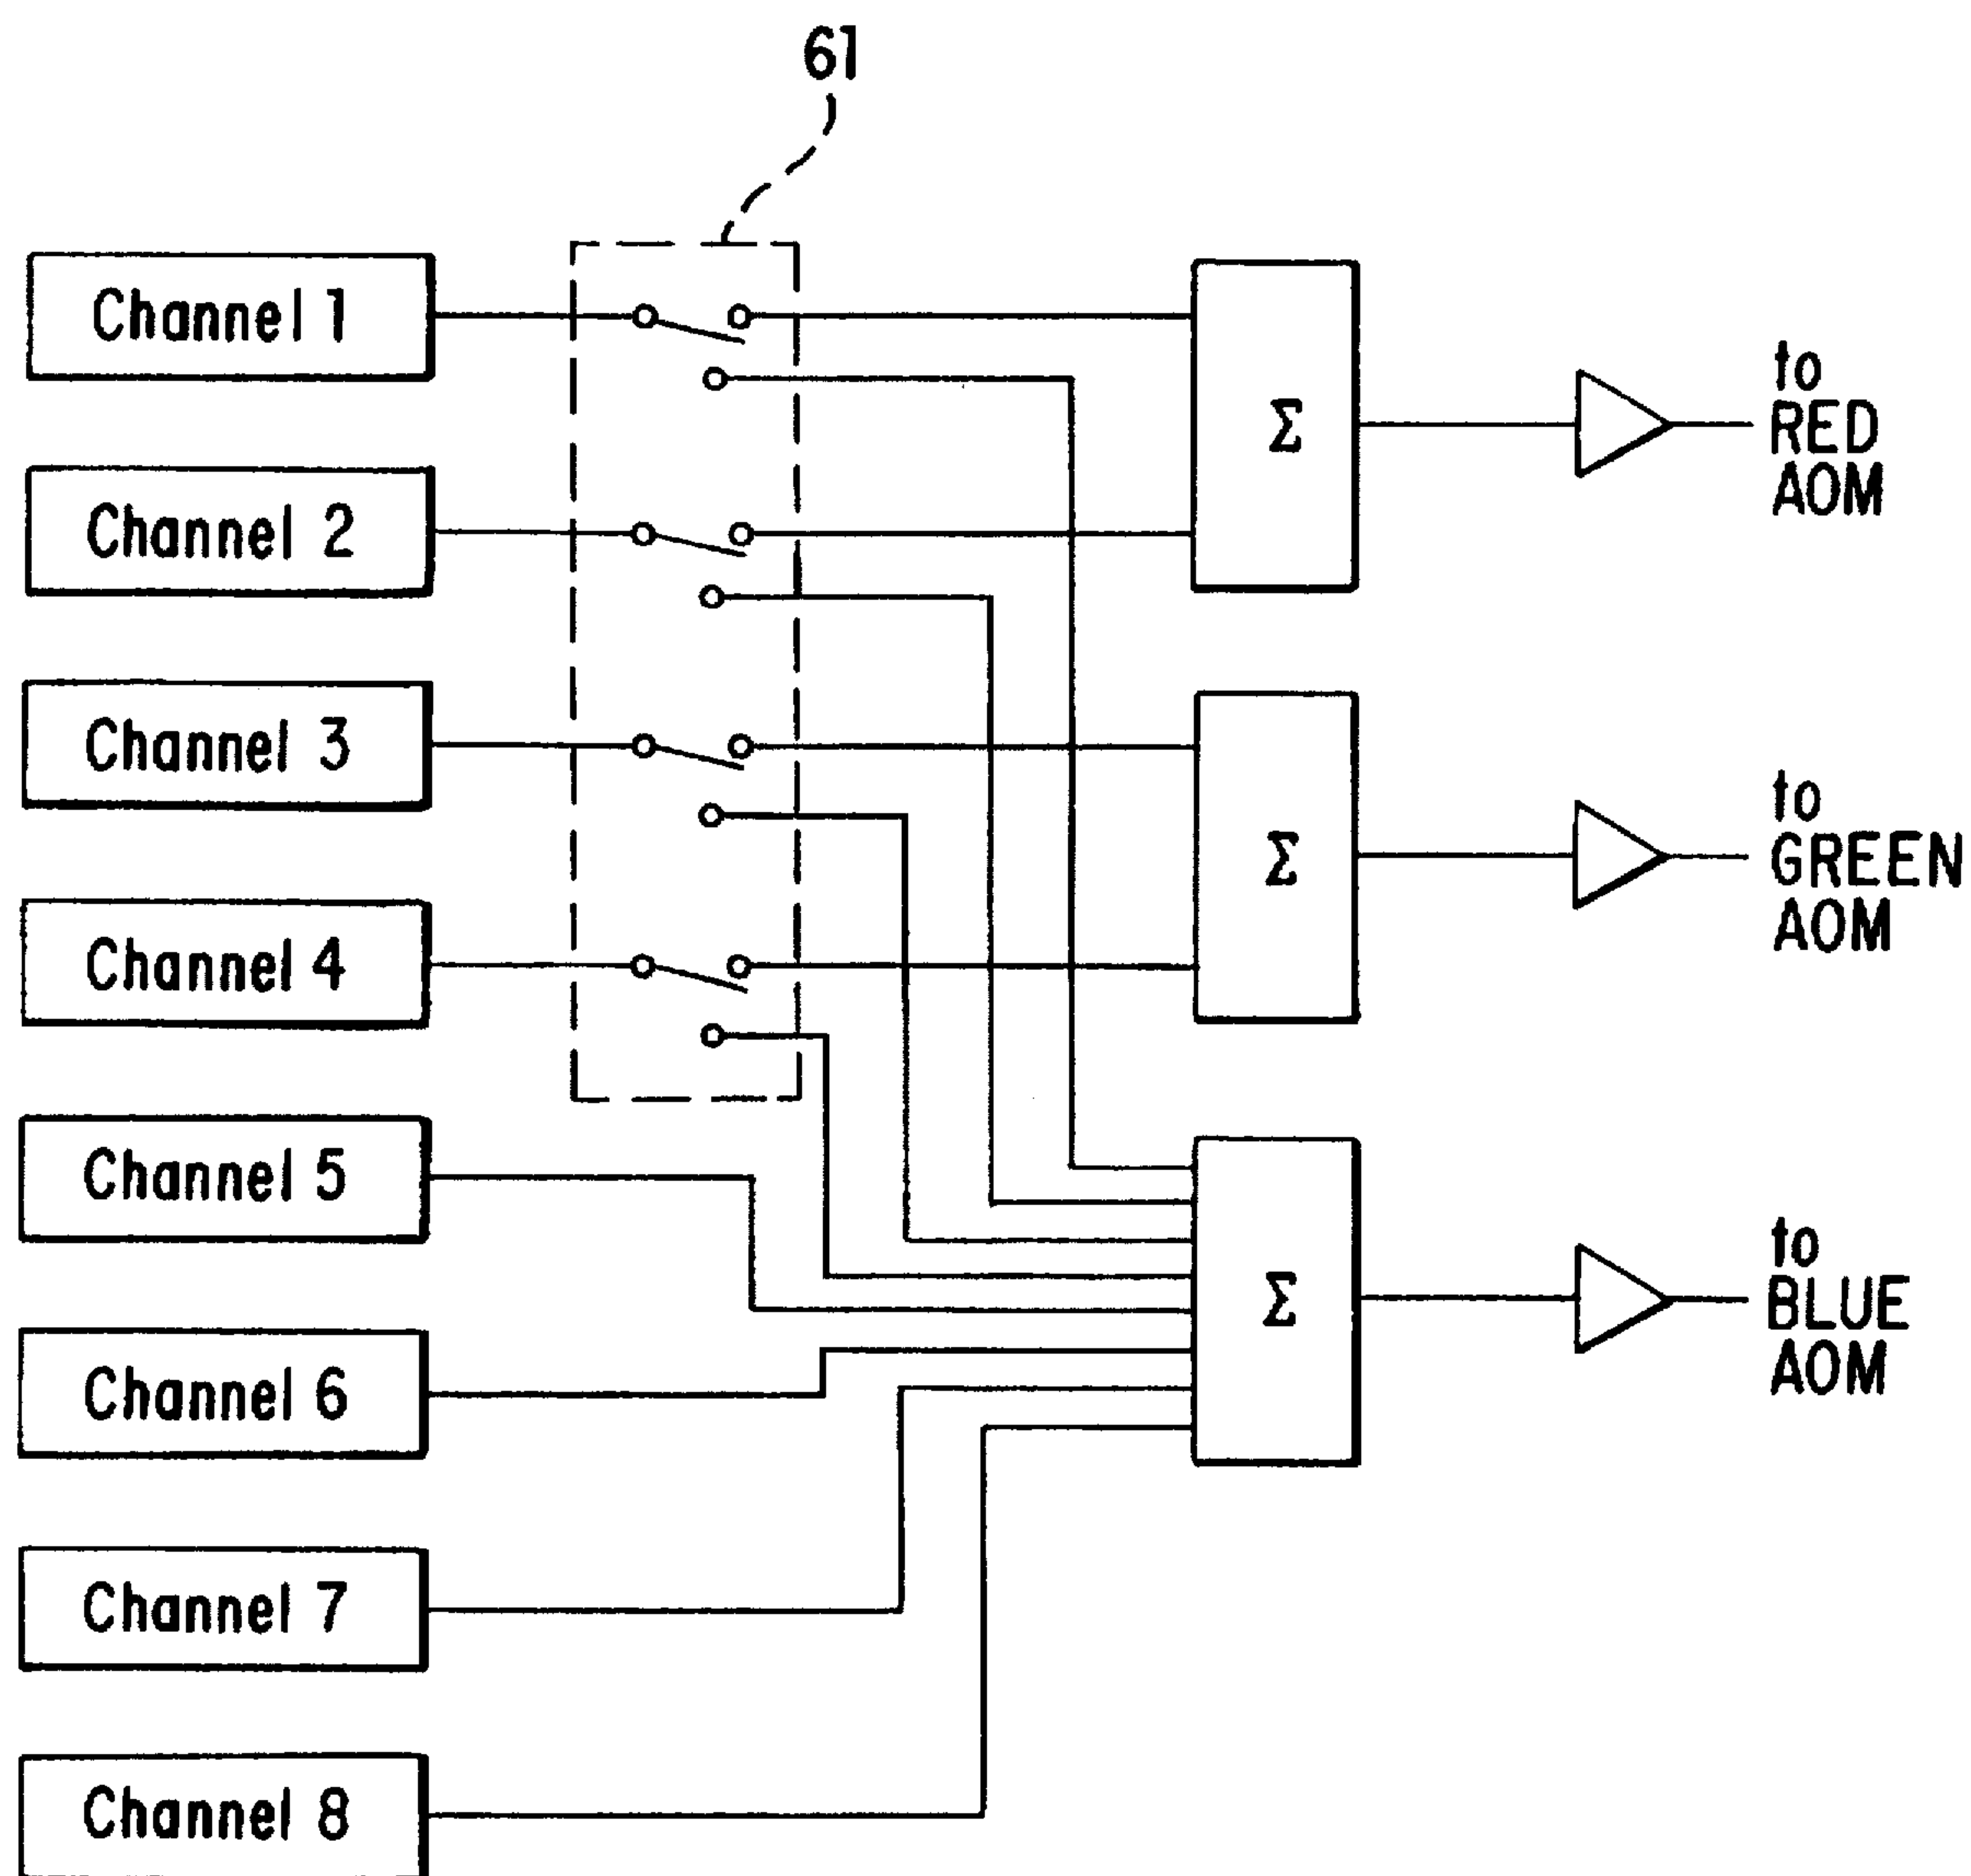 61
Channel 1
Channel 2
Channel 3
Channel 4
Channel 5
Channel 6
Channel 7
Channel 8
Σ
to
RED
AOM
Σ
to
GREEN
AOM
Σ
to
BLUE
AOM